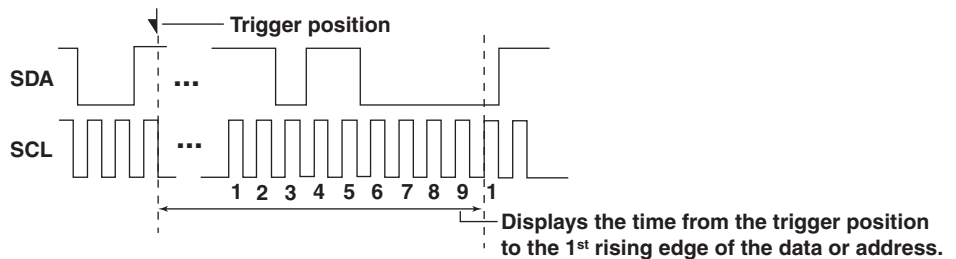 Trigger position
SDA
...
SCL
...
1 2 3 4 5 6 7 8 9 1
Displays the time from the trigger position
to the 1st rising edge of the data or address.